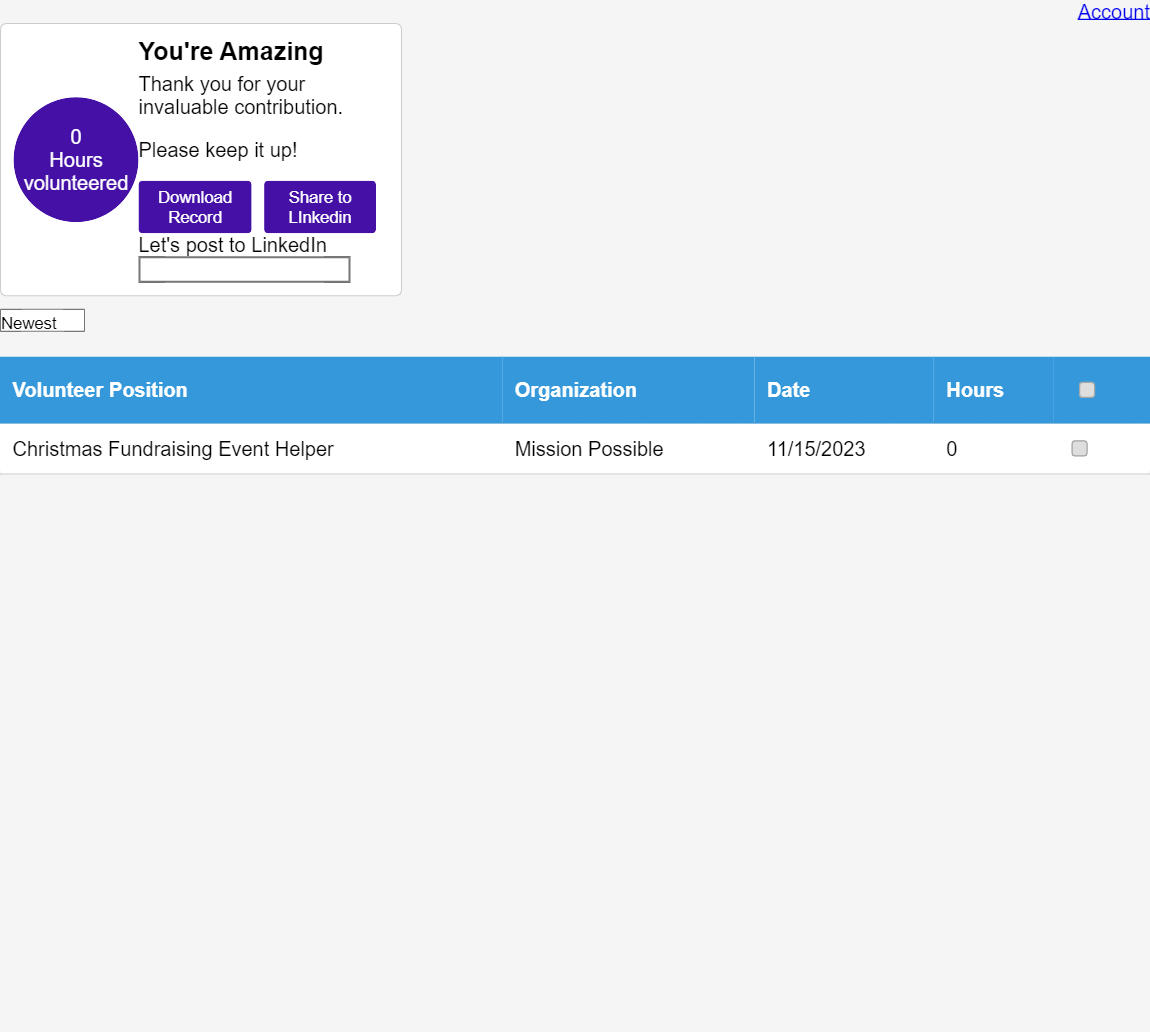 Account
You're Amazing
Thank you for your
invaluable contribution.
Please keep it up!
0
Hours
volunteered
Download
Record
Share to
LInkedin
Let's post to LinkedIn
Newest
Volunteer Position Organization Date Hours
Christmas Fundraising Event Helper Mission Possible 11/15/2023 0